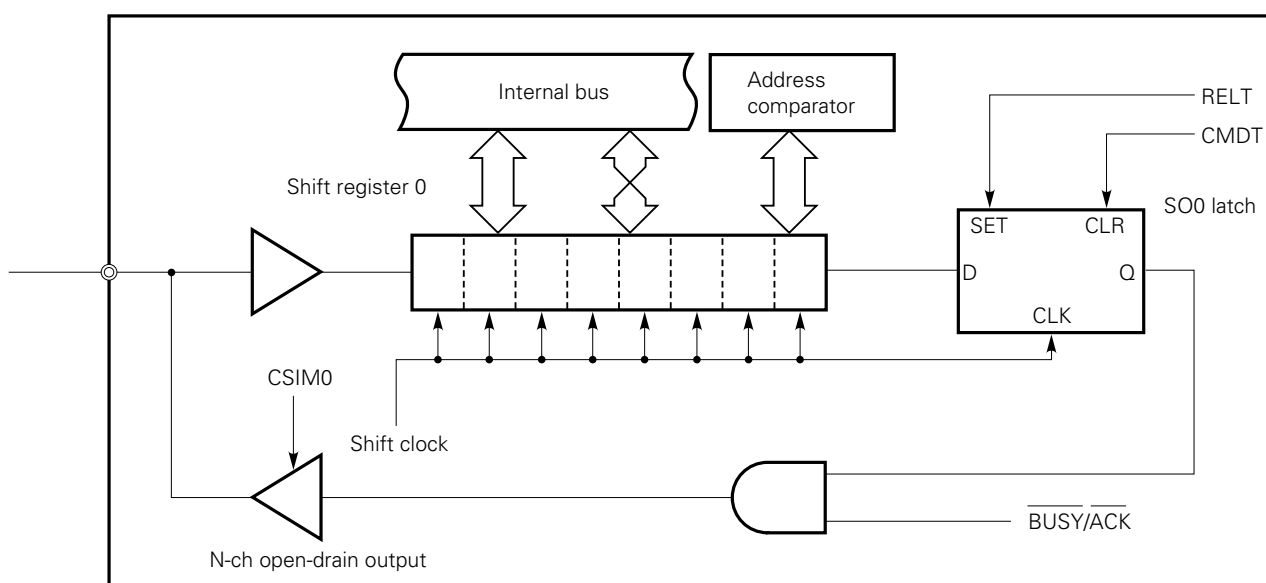 Internal bus
Address
comparator
RELT
CMDT
Shift register 0
SO0 latch
SET
CLR
D
Q
CLK
CSIM0
Shift clock
BUSY/ACK
N-ch open-drain output